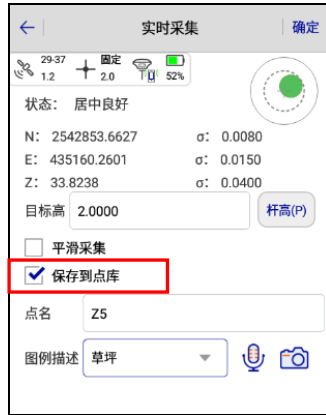 ← 实时采集 确定
29-37 固定
1.2 2.0 52%
状态： 居中良好
N: 2542853.6627 σ: 0.0080
E: 435160.2601 σ: 0.0150
Z: 33.8238 σ: 0.0400
目标高 2.0000 杆高(P)
平滑采集
保存到点库
点名 Z5
图例描述 草坪